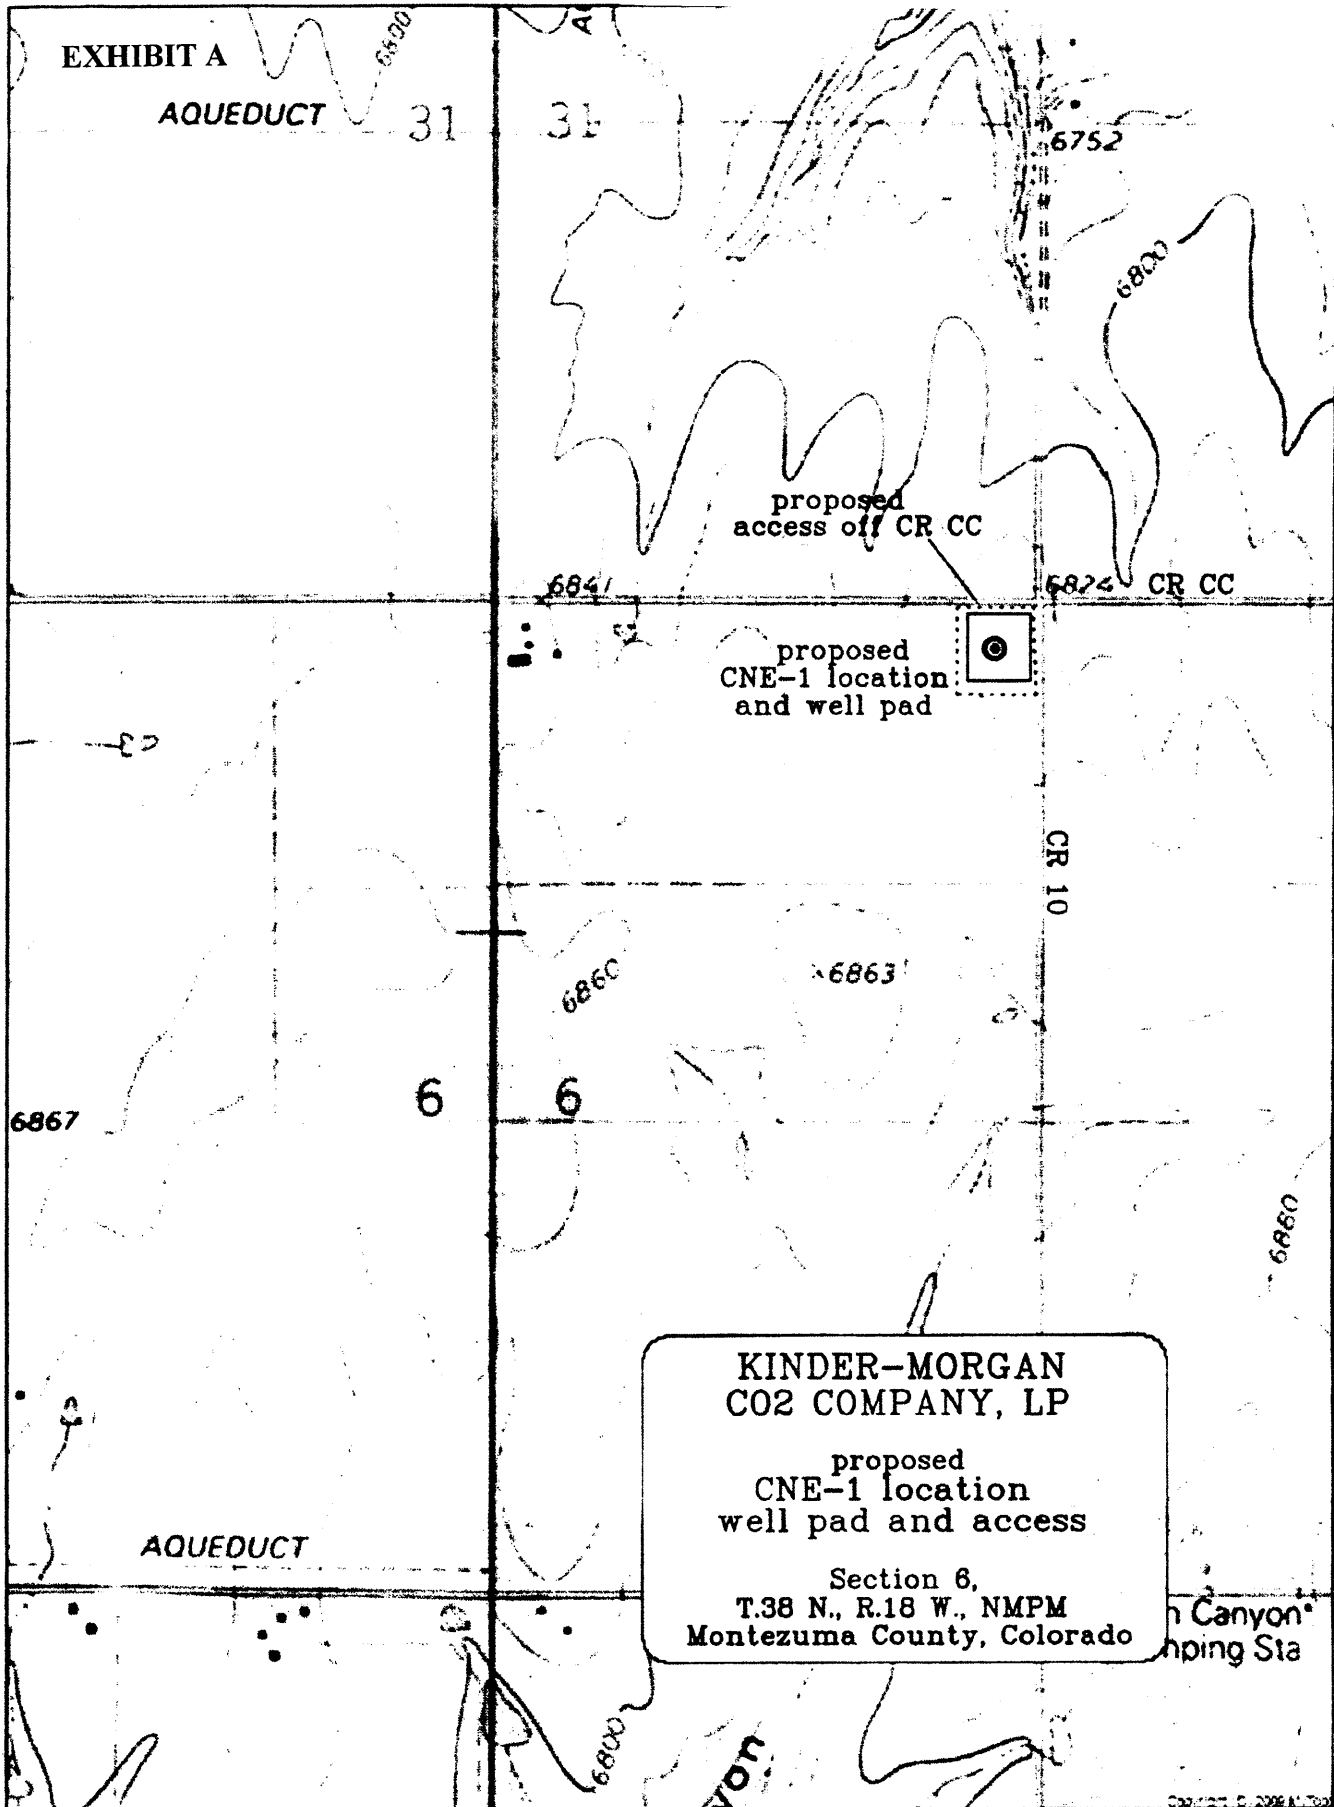 EXHIBIT A
6800
AQUEDUCT
31
31
6752
6800
proposed
access off CR CC
6841
6824
CR CC
proposed
CNE-1 location
and well pad
CR 10
6860
6863
6
6
6867
6860
KINDER-MORGAN
CO2 COMPANY, LP
proposed
CNE-1 location
well pad and access
Section 6,
T.38 N., R.18 W., NMPM
Montezuma County, Colorado
AQUEDUCT
n Canyon
mping Sta
6800
yon